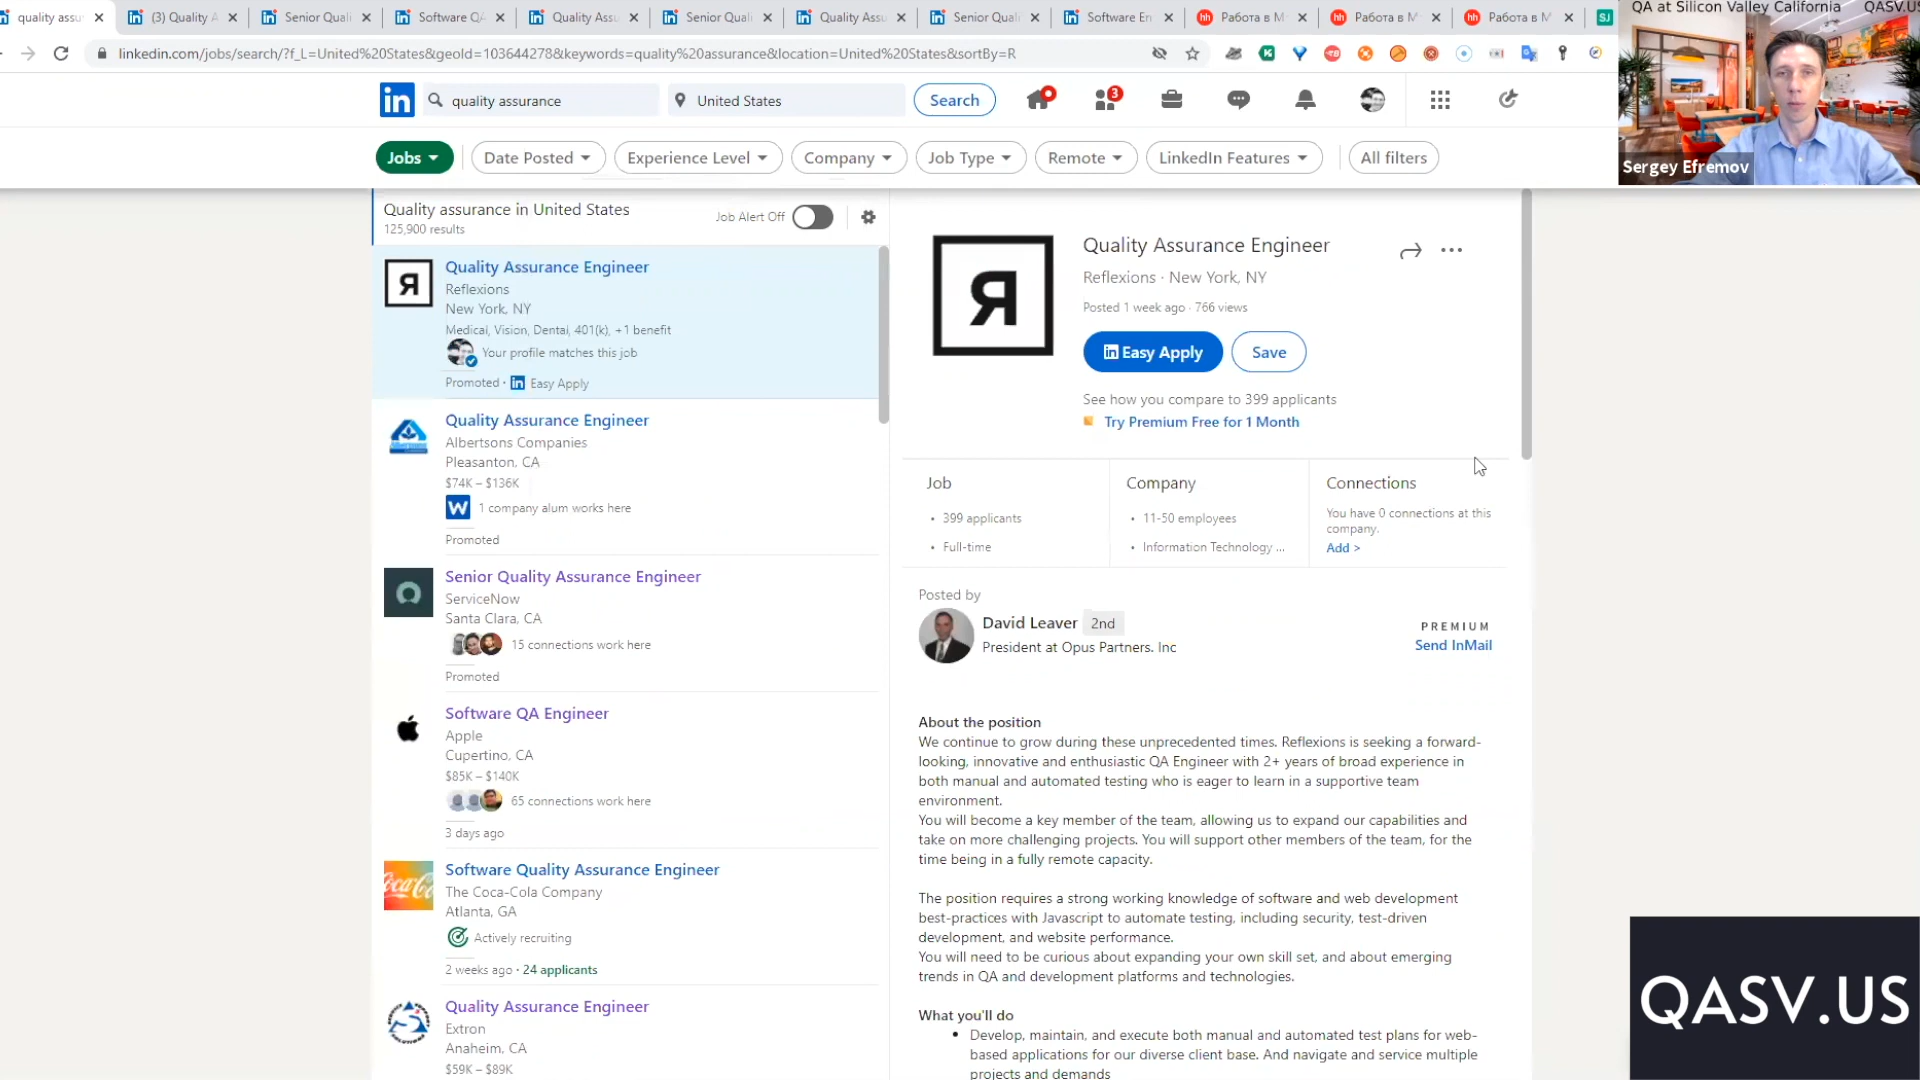 quality assu
(3) Quality A
Senior Quali
Software QA
Quality Assu
Senior Quali
Quality Assu
Senior Quali
Software En
Работа в М
Работа в М
Работа в М
QA at Silicon Valley California QASV.US
linkedin.com/jobs/search/?f_L=United%20States&geoId=103644278&keywords=quality%20assurance&location=United%20States&sortBy=R
quality assurance
United States
Search
3
Jobs
Date Posted
Experience Level
Company
Job Type
Remote
LinkedIn Features
All filters
Sergey Efremov
Quality assurance in United States
125,900 results
Job Alert Off
Quality Assurance Engineer
Reflexions
New York, NY
Medical, Vision, Dental, 401(k), +1 benefit
Your profile matches this job
Promoted · Easy Apply
Quality Assurance Engineer
Albertsons Companies
Pleasanton, CA
$74K – $136K
1 company alum works here
Promoted
Senior Quality Assurance Engineer
ServiceNow
Santa Clara, CA
15 connections work here
Promoted
Software QA Engineer
Apple
Cupertino, CA
$85K – $140K
65 connections work here
3 days ago
Software Quality Assurance Engineer
The Coca-Cola Company
Atlanta, GA
Actively recruiting
2 weeks ago · 24 applicants
Quality Assurance Engineer
Extron
Anaheim, CA
$59K – $89K
Я
Quality Assurance Engineer
Reflexions · New York, NY
Posted 1 week ago · 766 views
Easy Apply
Save
See how you compare to 399 applicants
Try Premium Free for 1 Month
Job
399 applicants
Full-time
Company
11-50 employees
Information Technology ...
Connections
You have 0 connections at this
company.
Add >
Posted by
David Leaver 2nd
President at Opus Partners, Inc
PREMIUM
Send InMail
About the position
We continue to grow during these unprecedented times. Reflexions is seeking a forward-
looking, innovative and enthusiastic QA Engineer with 2+ years of broad experience in
both manual and automated testing who is eager to learn in a supportive team
environment.
You will become a key member of the team, allowing us to expand our capabilities and
take on more challenging projects. You will support other members of the team, for the
time being in a fully remote capacity.
The position requires a strong working knowledge of software and web development
best-practices with Javascript to automate testing, including security, test-driven
development, and website performance.
You will need to be curious about expanding your own skill set, and about emerging
trends in QA and development platforms and technologies.
What you'll do
Develop, maintain, and execute both manual and automated test plans for web-
based applications for our diverse client base. And navigate and service multiple
projects and demands
QASV.US